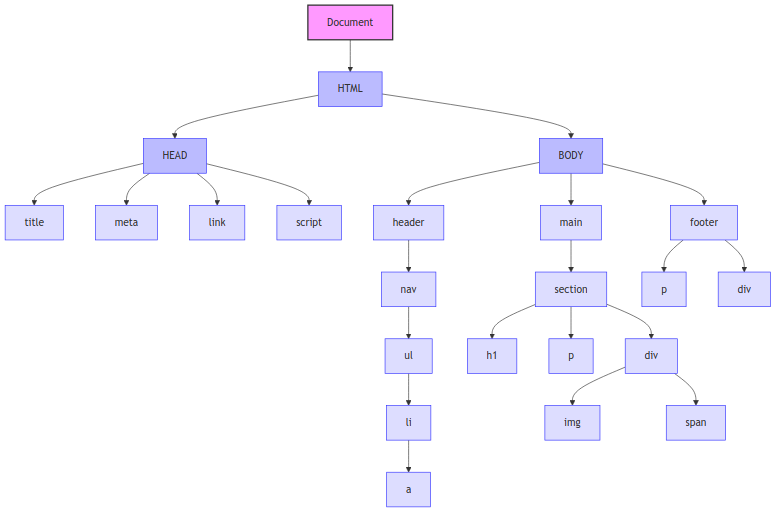 Document
HTML
HEAD
BODY
title
meta
link
script
header
main
footer
nav
section
p
div
ul
h1
p
div
li
img
span
a